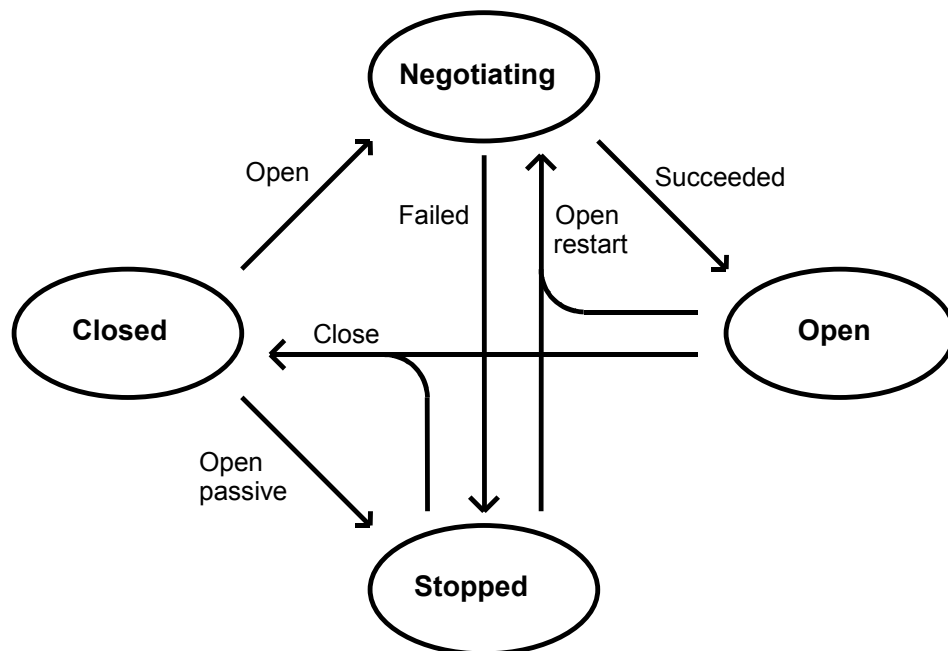 Negotiating
Open
Succeeded
Failed
Open
restart
Closed
Close
Open
Open
passive
Stopped